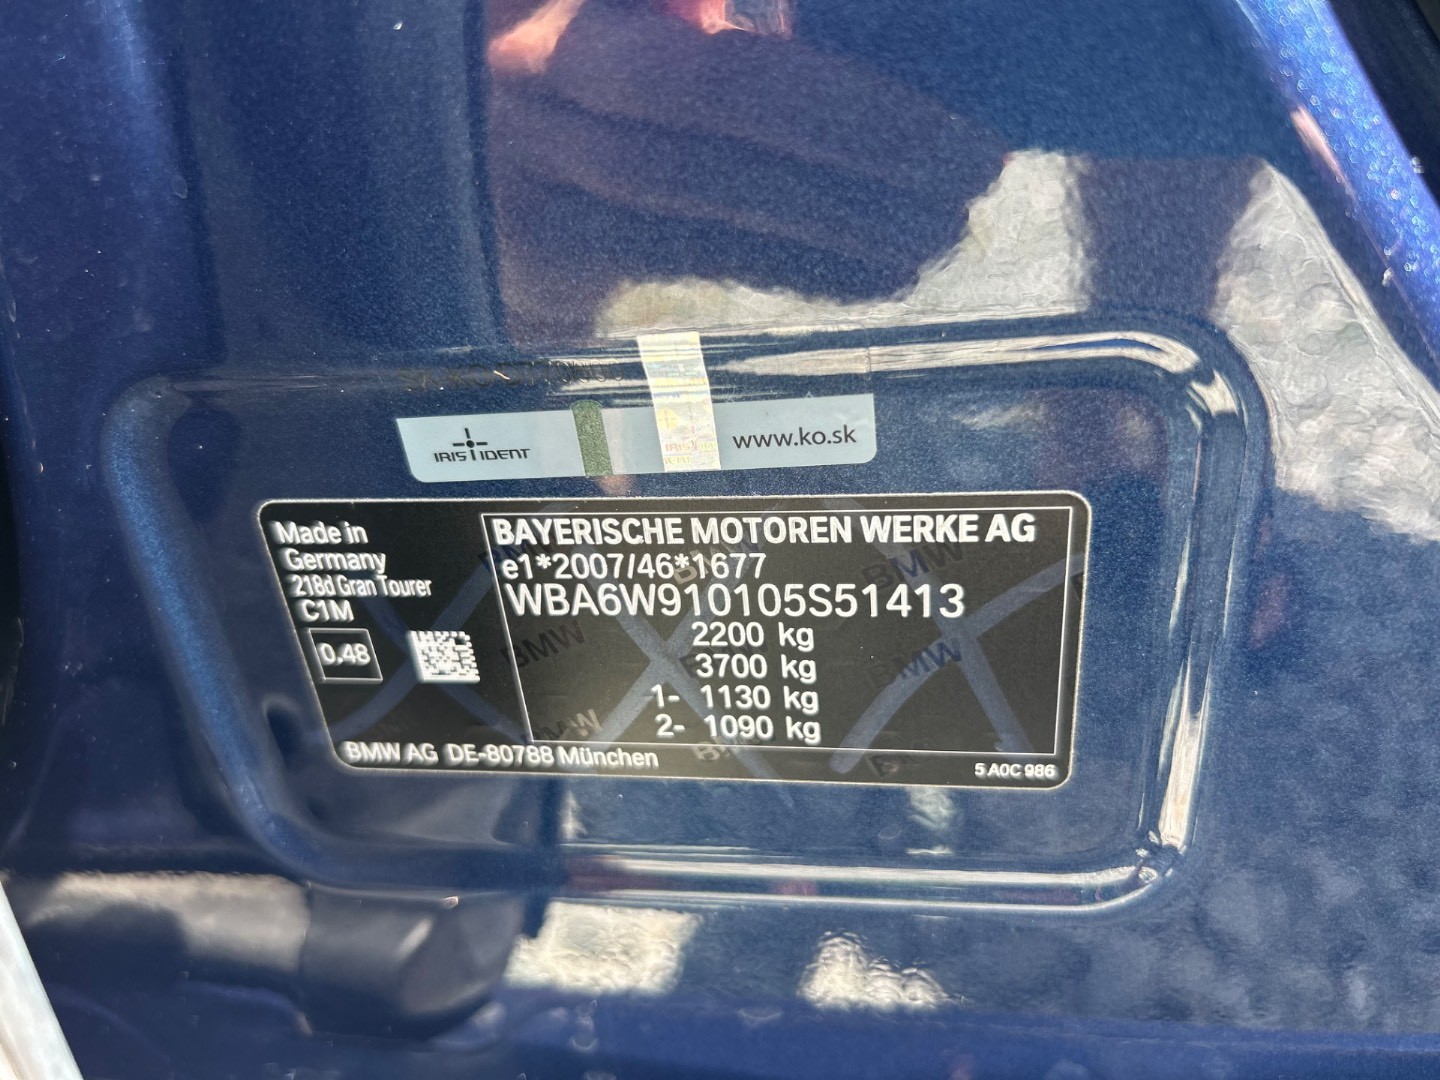 IRIS IDENT
www.ko.sk
Made in
Germany
218d Gran Tourer
C1M
0,48
BAYERISCHE MOTOREN WERKE AG
e1*2007/46*1677
WBA6W910105S51413
2200 kg
3700 kg
1- 1130 kg
2- 1090 kg
BMW AG DE-80788 München
5 A0C 986